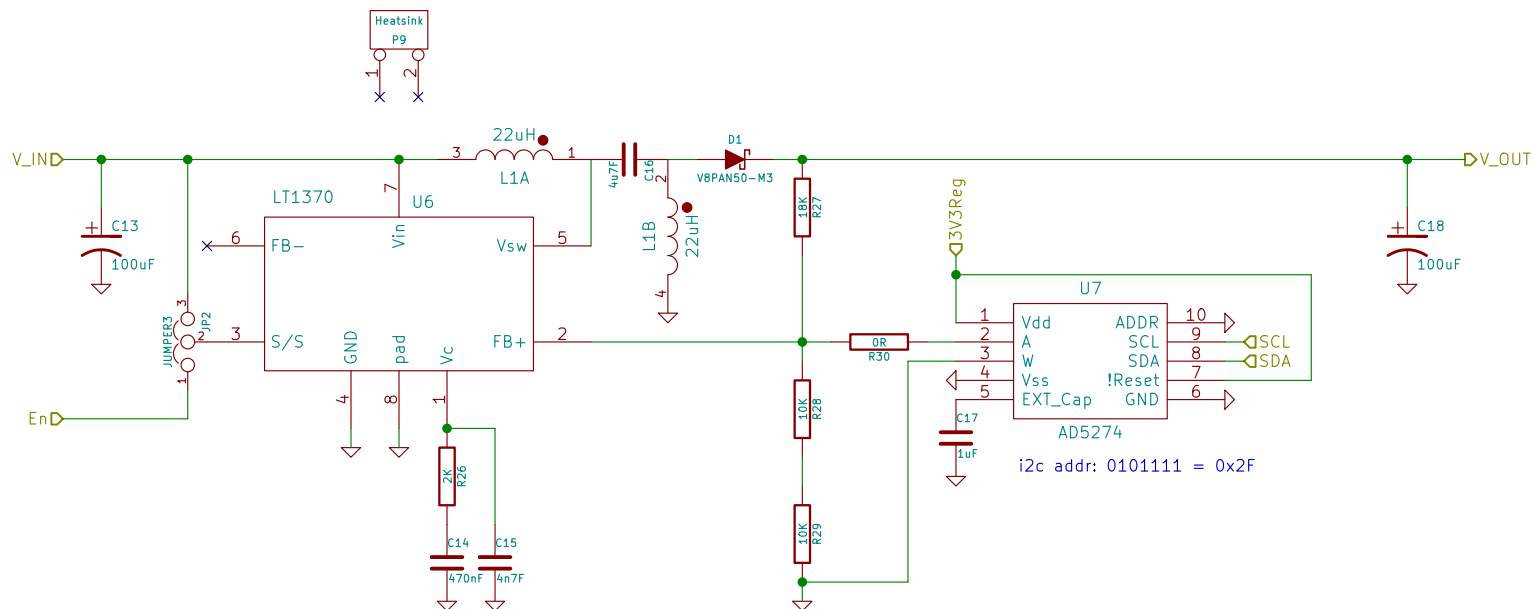 Heatsink
P9
1
2
V_IN
22uH
3
1
L1A
4u7F
C16
D1
V8PAN50-M3
V_OUT
2
L1B
22uH
4
18K
R27
3V3Reg
C13
100uF
C18
100uF
LT1370
U6
7
Vin
6
FB-
Vsw
5
3
S/S
FB+
2
GND
pad
Vc
4
8
1
JUMPER3
JP2
3
2
1
En
0R
R30
U7
1
Vdd
ADDR
10
2
A
SCL
9
SCL
3
W
SDA
8
SDA
4
Vss
!Reset
7
5
EXT_Cap
GND
6
AD5274
C17
1uF
i2c addr: 0101111 = 0x2F
10K
R28
2K
R26
10K
R29
C14
470nF
C15
4n7F